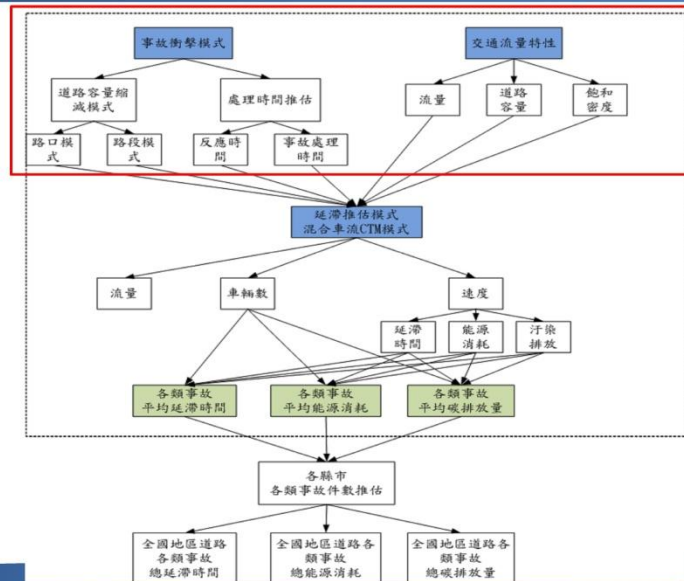 事故衝擊模式
交通流量特性
道路容量縮
減模式
處理時間推估
流量
道路
容量
飽和
密度
路口模
式
路段模
式
反應時
間
事故處理
時間
延滯推估模式
混合車流CTM模式
流量
車輛數
速度
延滯
時間
能源
消耗
汙染
排放
各類事故
平均延滯時間
各類事故
平均能源消耗
各類事故
平均碳排放量
各縣市
各類事故件數推估
全國地區道路
各類事故
總延滯時間
全國地區道路各
類事故
總能源消耗
全國地區道路各
類事故
總碳排放量